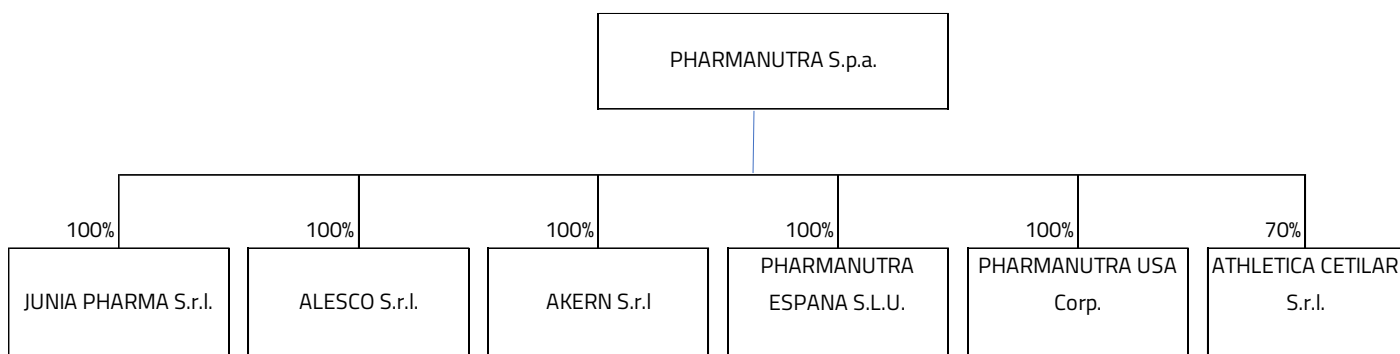 PHARMANUTRA S.p.a.
100%
100%
100%
100%
100%
70%
JUNIA PHARMA S.r.l.
ALESCO S.r.l.
AKERN S.r.l
PHARMANUTRA
ESPANA S.L.U.
PHARMANUTRA USA
Corp.
ATHLETICA CETILAR
S.r.l.